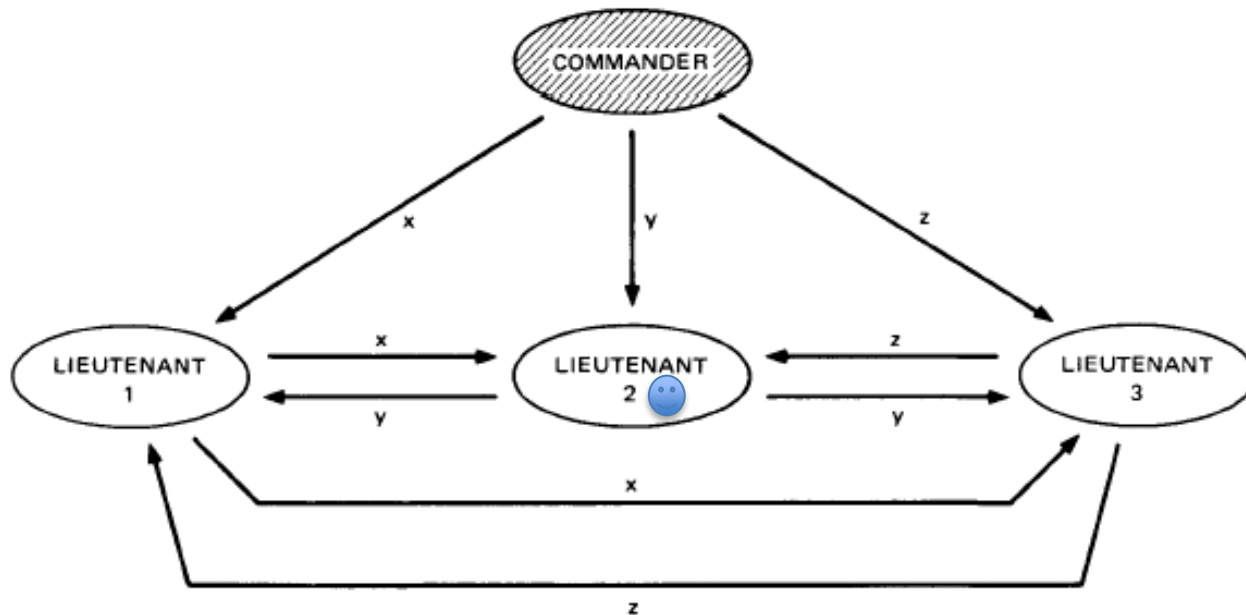 COMMANDER
x
y
z
x
z
LIEUTENANT
1
LIEUTENANT
2
LIEUTENANT
3
y
y
x
z